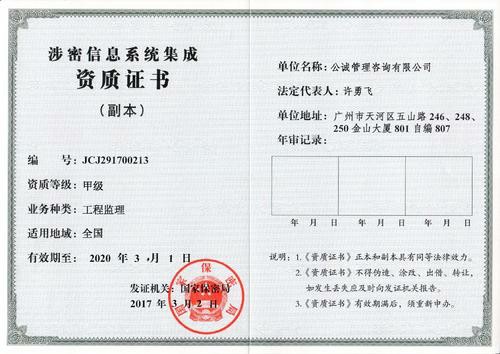 涉密信息系统集成
资质证书
（副本）
编 号: JCJ291700213
资质等级: 甲级
业务种类: 工程监理
适用地域: 全国
有效期至: 2020 年 3 月 1 日
发证机关: 国家保密局
2017 年 3 月 2 日
国家保密局
单位名称: 公诚管理咨询有限公司
法定代表人: 许勇飞
单位地址: 广州市天河区五山路 246、248、
250 金山大厦 801 自编 807
年审记录:
年 月 日 年 月 日 年 月 日
说明: 1.《资质证书》正本和副本具有同等法律效力。
2.《资质证书》不得伪造、涂改、出借、转让,
如发生丢失应及时向发证机关报告。
3.《资质证书》有效期满后, 须重新申办。